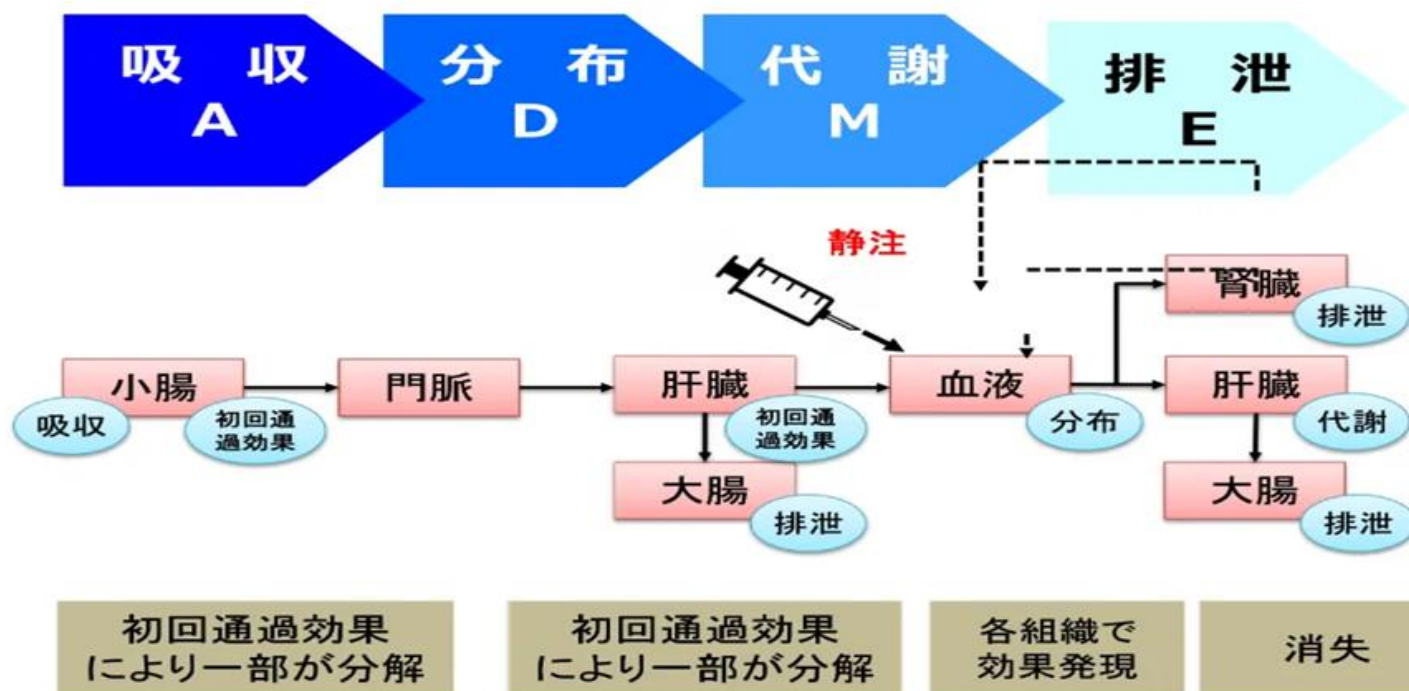 吸 収
A
分 布
D
代 謝
M
排 泄
E
静注
腎臓
排泄
小腸
吸収
初回通
過効果
門脈
肝臓
初回通
過効果
大腸
排泄
血液
分布
肝臓
代謝
大腸
排泄
初回通過効果
により一部が分解
初回通過効果
により一部が分解
各組織で
効果発現
消失